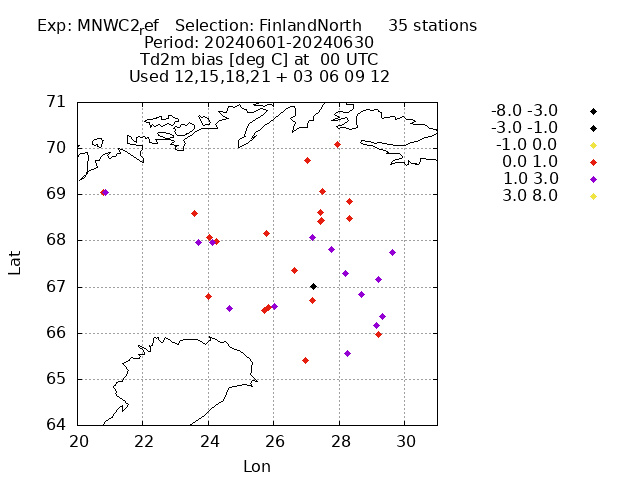 Exp: MNWC2ref   Selection: FinlandNorth     35 stations
Period: 20240601-20240630
Td2m bias [deg C] at  00 UTC
Used 12,15,18,21 + 03 06 09 12
-8.0 -3.0
-3.0 -1.0
-1.0 0.0
0.0 1.0
1.0 3.0
3.0 8.0
71
70
69
68
67
66
65
64
Lat
20 22 24 26 28 30
Lon